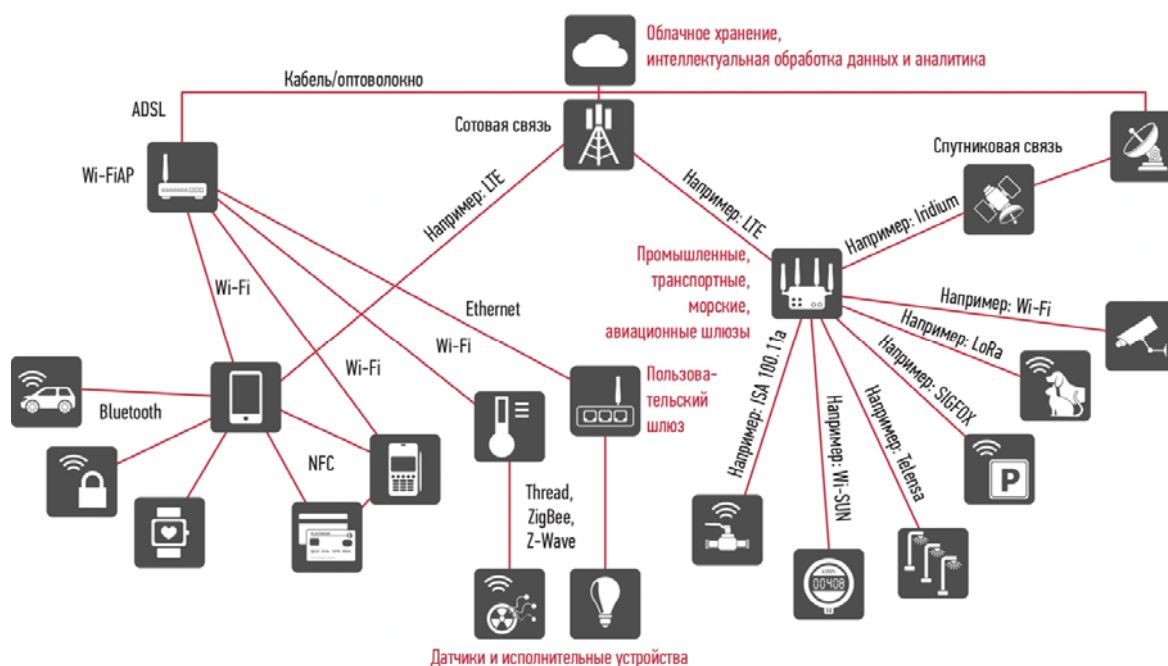 Облачное хранение,
интеллектуальная обработка данных и аналитика
Кабель/оптоволокно
ADSL
Сотовая связь
Спутниковая связь
Wi-FiAP
Например: LTE
Например: LTE
Например: Iridium
Промышленные,
транспортные,
морские,
авиационные шлюзы
Wi-Fi
Ethernet
Wi-Fi
Wi-Fi
Например: Wi-Fi
Например: LoRa
Например: SIGFOX
Например: Telensa
Например: Wi-SUN
Например: ISA 100.11a
Пользова-
тельский
шлюз
Bluetooth
NFC
P
Thread,
ZigBee,
Z-Wave
00408
Датчики и исполнительные устройства